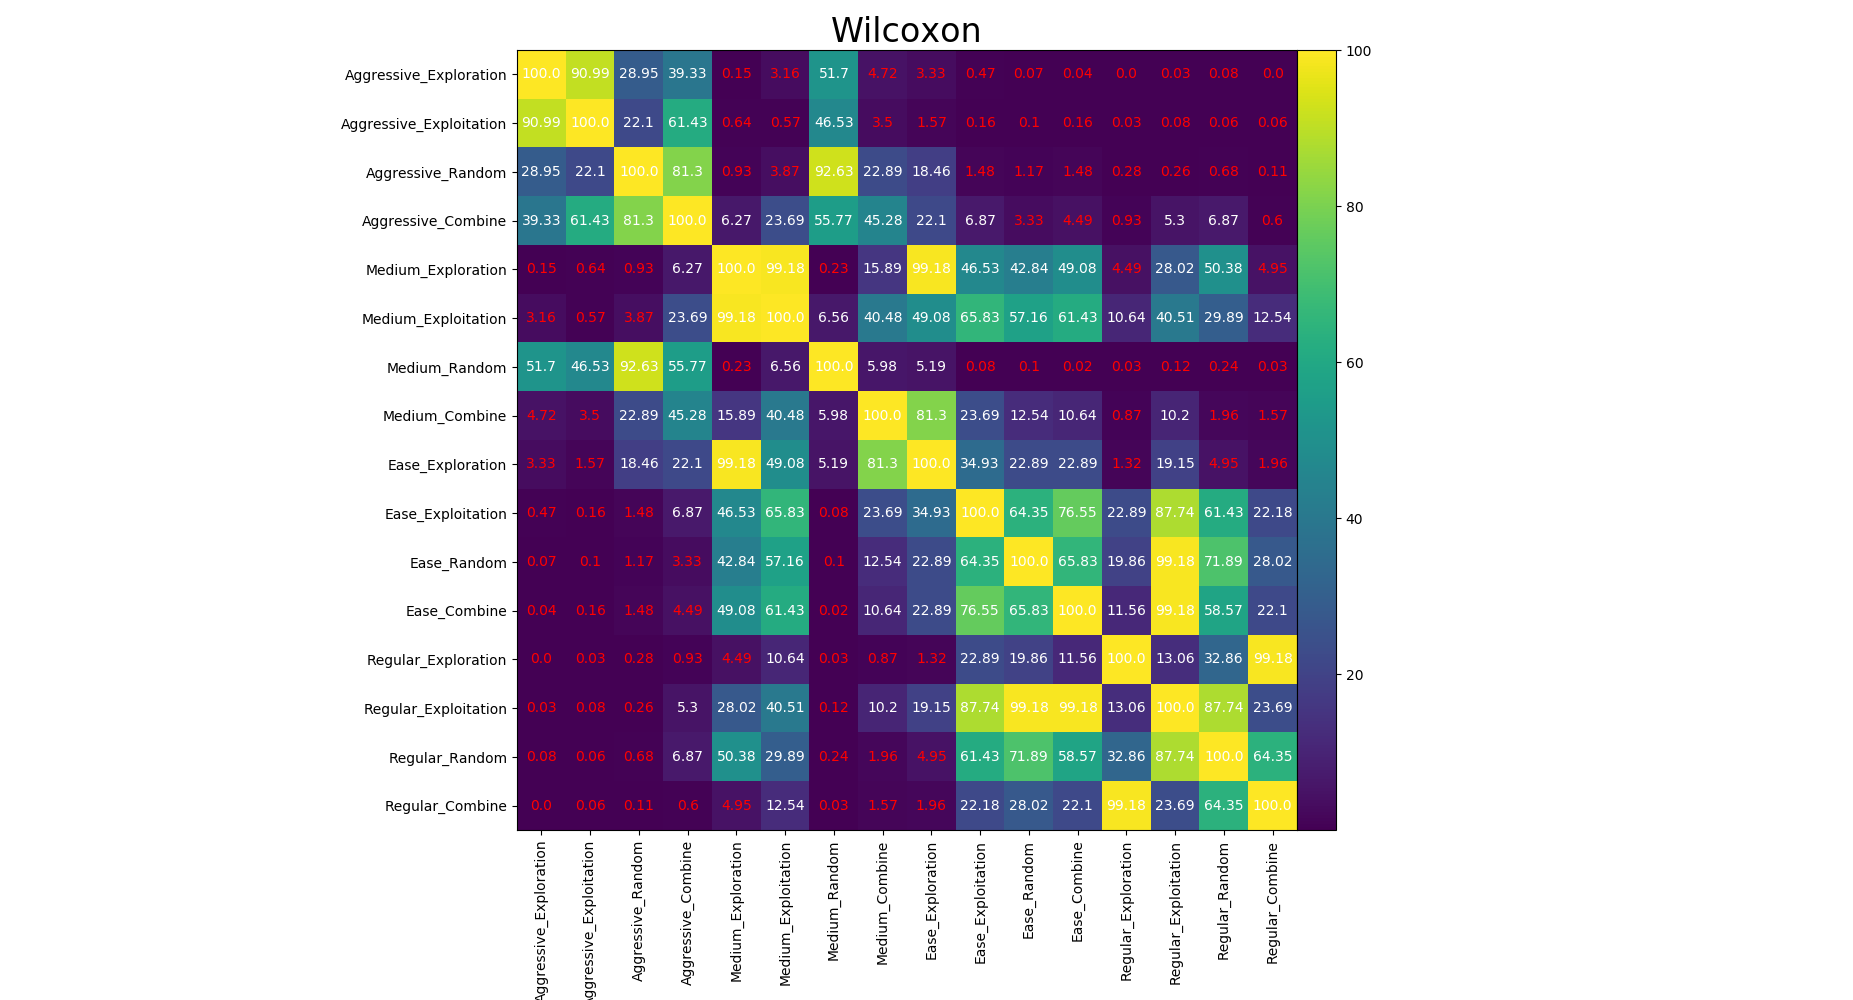 Wilcoxon
Aggressive_Exploration 100.0 90.99 28.95 39.33 0.15 3.16 51.7 4.72 3.33 0.47 0.07 0.04 0.0 0.03 0.08 0.0
Aggressive_Exploitation 90.99 100.0 22.1 61.43 0.64 0.57 46.53 3.5 1.57 0.16 0.1 0.16 0.03 0.08 0.06 0.06
Aggressive_Random 28.95 22.1 100.0 81.3 0.93 3.87 92.63 22.89 18.46 1.48 1.17 1.48 0.28 0.26 0.68 0.11
Aggressive_Combine 39.33 61.43 81.3 100.0 6.27 23.69 55.77 45.28 22.1 6.87 3.33 4.49 0.93 5.3 6.87 0.6
Medium_Exploration 0.15 0.64 0.93 6.27 100.0 99.18 0.23 15.89 99.18 46.53 42.84 49.08 4.49 28.02 50.38 4.95
Medium_Exploitation 3.16 0.57 3.87 23.69 99.18 100.0 6.56 40.48 49.08 65.83 57.16 61.43 10.64 40.51 29.89 12.54
Medium_Random 51.7 46.53 92.63 55.77 0.23 6.56 100.0 5.98 5.19 0.08 0.1 0.02 0.03 0.12 0.24 0.03
Medium_Combine 4.72 3.5 22.89 45.28 15.89 40.48 5.98 100.0 81.3 23.69 12.54 10.64 0.87 10.2 1.96 1.57
Ease_Exploration 3.33 1.57 18.46 22.1 99.18 49.08 5.19 81.3 100.0 34.93 22.89 22.89 1.32 19.15 4.95 1.96
Ease_Exploitation 0.47 0.16 1.48 6.87 46.53 65.83 0.08 23.69 34.93 100.0 64.35 76.55 22.89 87.74 61.43 22.18
Ease_Random 0.07 0.1 1.17 3.33 42.84 57.16 0.1 12.54 22.89 64.35 100.0 65.83 19.86 99.18 71.89 28.02
Ease_Combine 0.04 0.16 1.48 4.49 49.08 61.43 0.02 10.64 22.89 76.55 65.83 100.0 11.56 99.18 58.57 22.1
Regular_Exploration 0.0 0.03 0.28 0.93 4.49 10.64 0.03 0.87 1.32 22.89 19.86 11.56 100.0 13.06 32.86 99.18
Regular_Exploitation 0.03 0.08 0.26 5.3 28.02 40.51 0.12 10.2 19.15 87.74 99.18 99.18 13.06 100.0 87.74 23.69
Regular_Random 0.08 0.06 0.68 6.87 50.38 29.89 0.24 1.96 4.95 61.43 71.89 58.57 32.86 87.74 100.0 64.35
Regular_Combine 0.0 0.06 0.11 0.6 4.95 12.54 0.03 1.57 1.96 22.18 28.02 22.1 99.18 23.69 64.35 100.0
Aggressive_Exploration
ggressive_Exploitation
Aggressive_Random
Aggressive_Combine
Medium_Exploration
Medium_Exploitation
Medium_Random
Medium_Combine
Ease_Exploration
Ease_Exploitation
Ease_Random
Ease_Combine
Regular_Exploration
Regular_Exploitation
Regular_Random
Regular_Combine
100
80
60
40
20